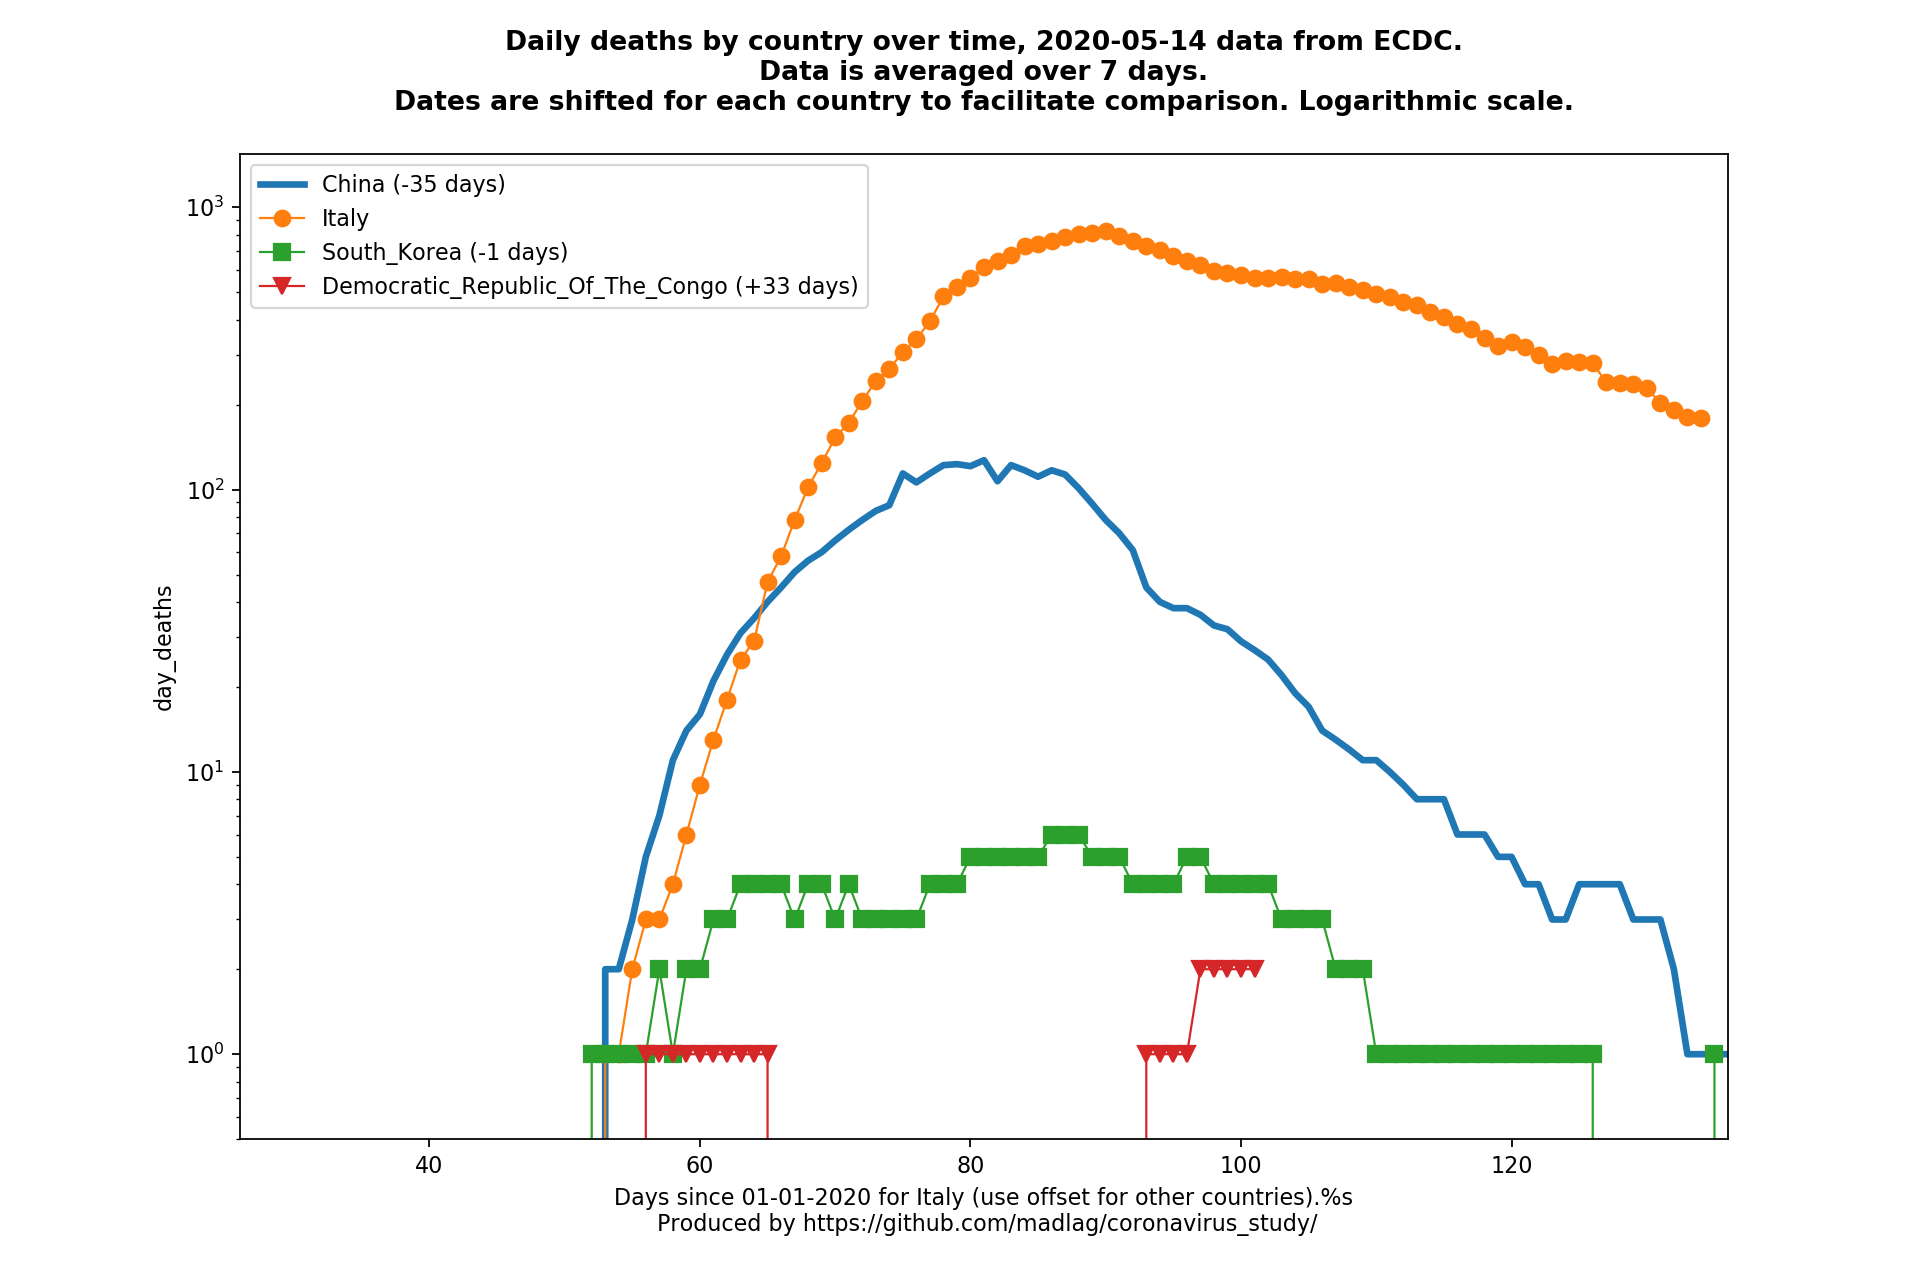 Daily deaths by country over time, 2020-05-14 data from ECDC.
Data is averaged over 7 days.
Dates are shifted for each country to facilitate comparison. Logarithmic scale.
China (-35 days)
Italy
South_Korea (-1 days)
Democratic_Republic_Of_The_Congo (+33 days)
10³
10²
10¹
10⁰
day_deaths
40 60 80 100 120
Days since 01-01-2020 for Italy (use offset for other countries).%s
Produced by https://github.com/madlag/coronavirus_study/